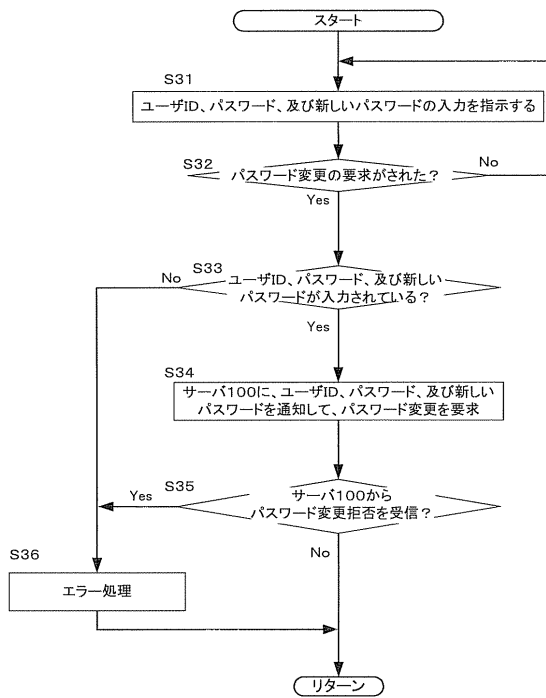 スタート
S31
ユーザID、パスワード、及び新しいパスワードの入力を指示する
S32
パスワード変更の要求がされた?
No
Yes
S33
No
ユーザID、パスワード、及び新しい
パスワードが入力されている?
Yes
S34
サーバ100に、ユーザID、パスワード、及び新しい
パスワードを通知して、パスワード変更を要求
S35
Yes
サーバ100から
パスワード変更拒否を受信?
No
S36
エラー処理
リターン